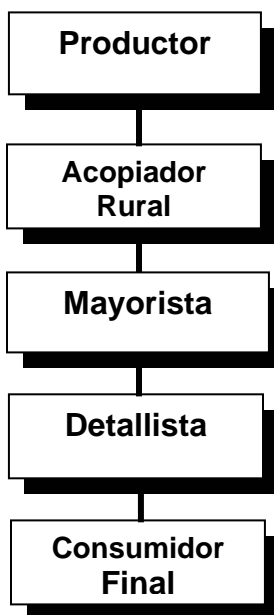 Productor
Acopiador
Rural
Mayorista
Detallista
Consumidor
Final